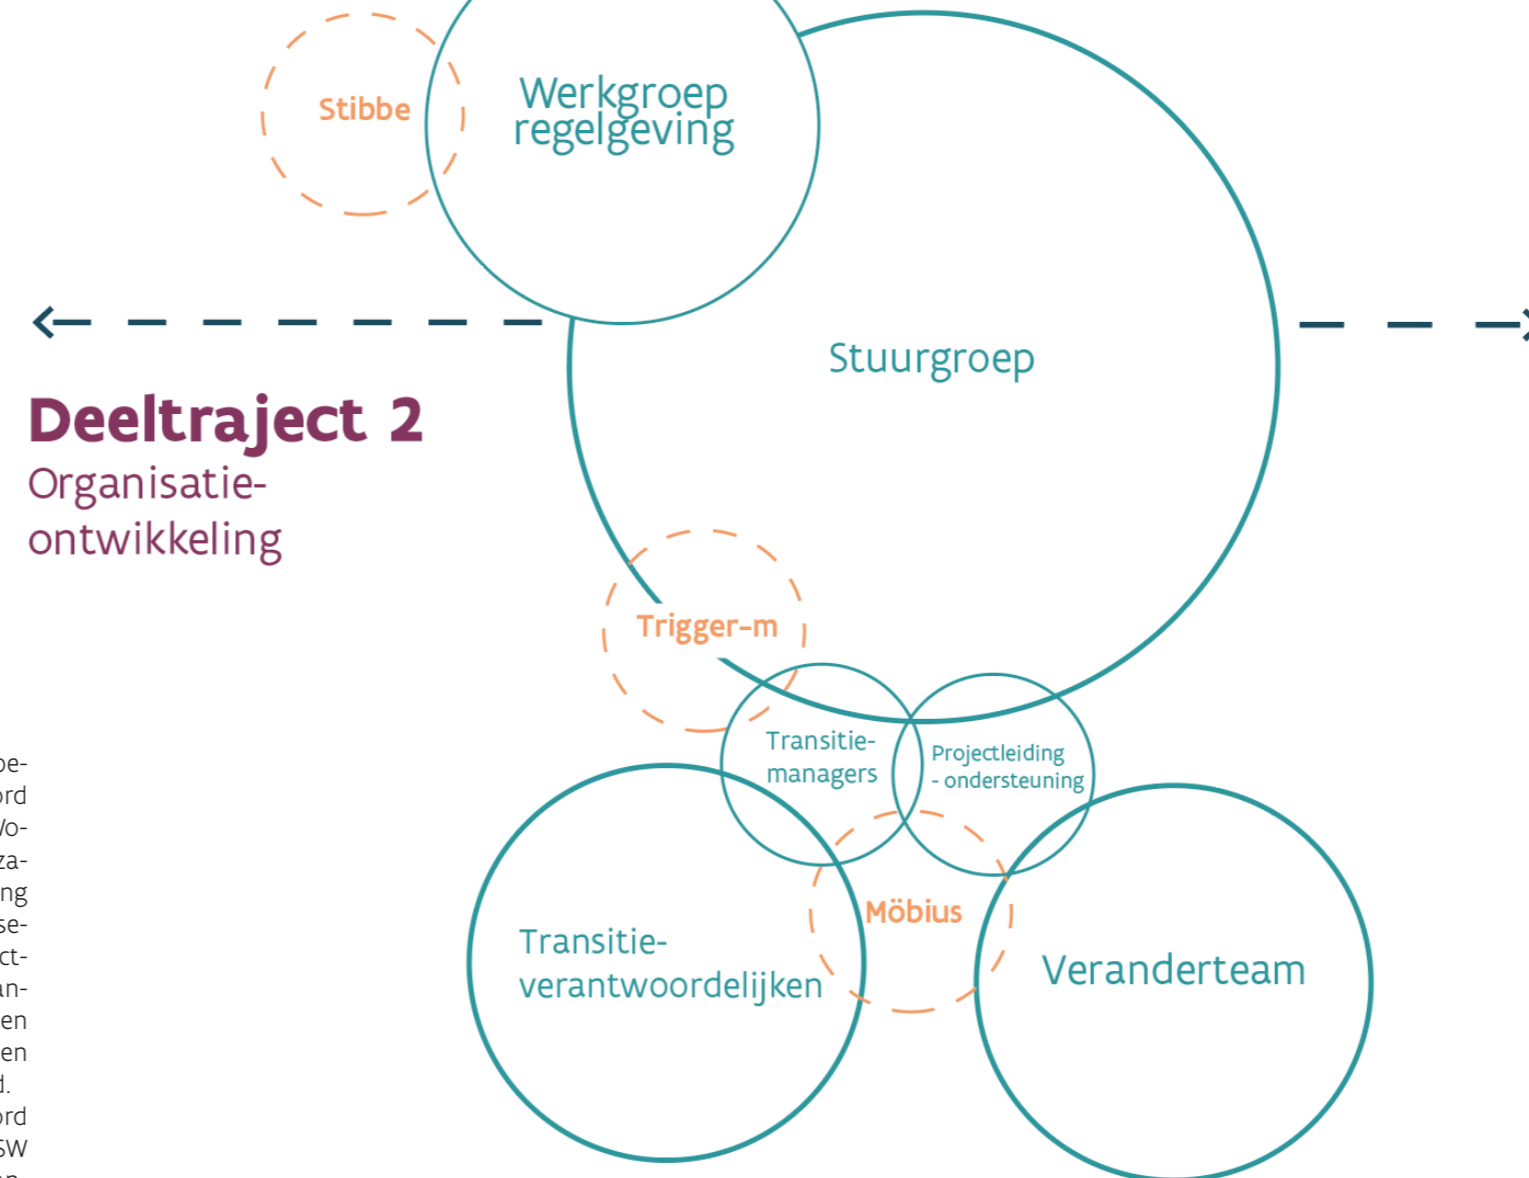 Stibbe
Werkgroep
regelgeving
Stuurgroep
Deeltraject 2
Organisatie-
ontwikkeling
Trigger-m
Transitie-
managers
Projectleiding
- ondersteuning
Möbius
Transitie-
verantwoordelijken
Veranderteam